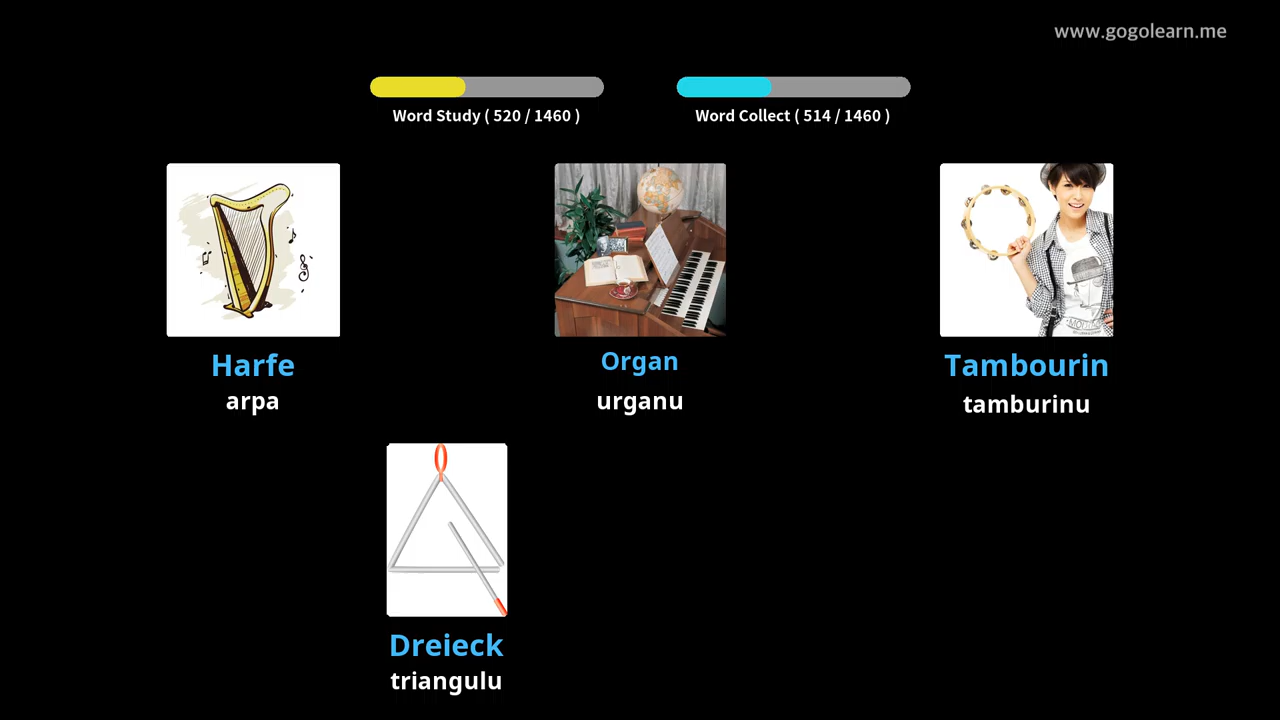 www.gogolearn.me
Word Study ( 520 / 1460 )
Word Collect ( 514 / 1460 )
Harfe
arpa
Organ
urganu
Tambourin
tamburinu
Dreieck
triangulu